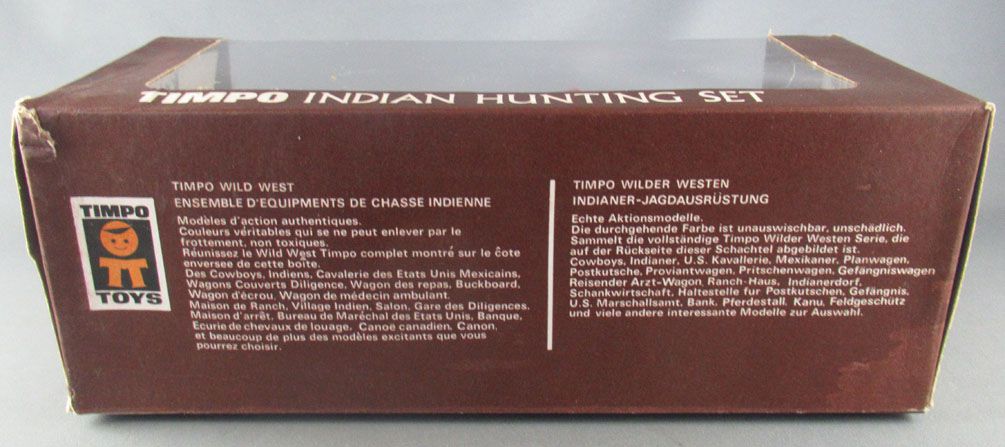 TIMPO INDIAN HUNTING SET
TIMPO
TOYS
TIMPO WILD WEST
ENSEMBLE D'EQUIPMENTS DE CHASSE INDIENNE
Modèles d'action authentiques.
Couleurs véritables qui se ne peut enlever par le
frottement, non toxiques.
Réunissez le Wild West Timpo complet montré sur le côte
enversee de cette boîte.
Des Cowboys, Indiens, Cavalerie des Etats Unis Mexicains,
Wagons Couverts Diligence, Wagon des repas, Buckboard,
Wagon d'écrou, Wagon de médecin ambulant.
Maison de Ranch, Village Indien, Salon, Gare des Diligences.
Maison d'arrêt, Bureau de Maréchal des Etats Unis, Banque,
Ecurie de chevaux de louage. Canoë canadien. Canon,
et beaucoup de plus des modèles excitants que vous
pourrez choisir.
TIMPO WILDER WESTEN
INDIANER-JAGDAUSRÜSTUNG
Echte Aktionsmodelle.
Die durchgehende Farbe ist unauswischbar, unschädlich.
Sammelt die vollständige Timpo Wilder Westen Serie, die
auf der Rückseite dieser Schachtel abgebildet ist.
Cowboys, Indianer, U.S. Kavallerie, Mexikaner, Planwagen,
Postkutsche, Proviantwagen, Pritschenwagen, Gefängniswagen
Reisender Arzt-Wagon, Ranch-Haus, Indianerdorf,
Schankwirtschaft, Haltestelle für Postkutschen, Gefängnis,
U.S. Marschallsamt, Bank, Pferdestall, Kanu, Feldgeschütz
und viele andere interessante Modelle zur Auswahl.